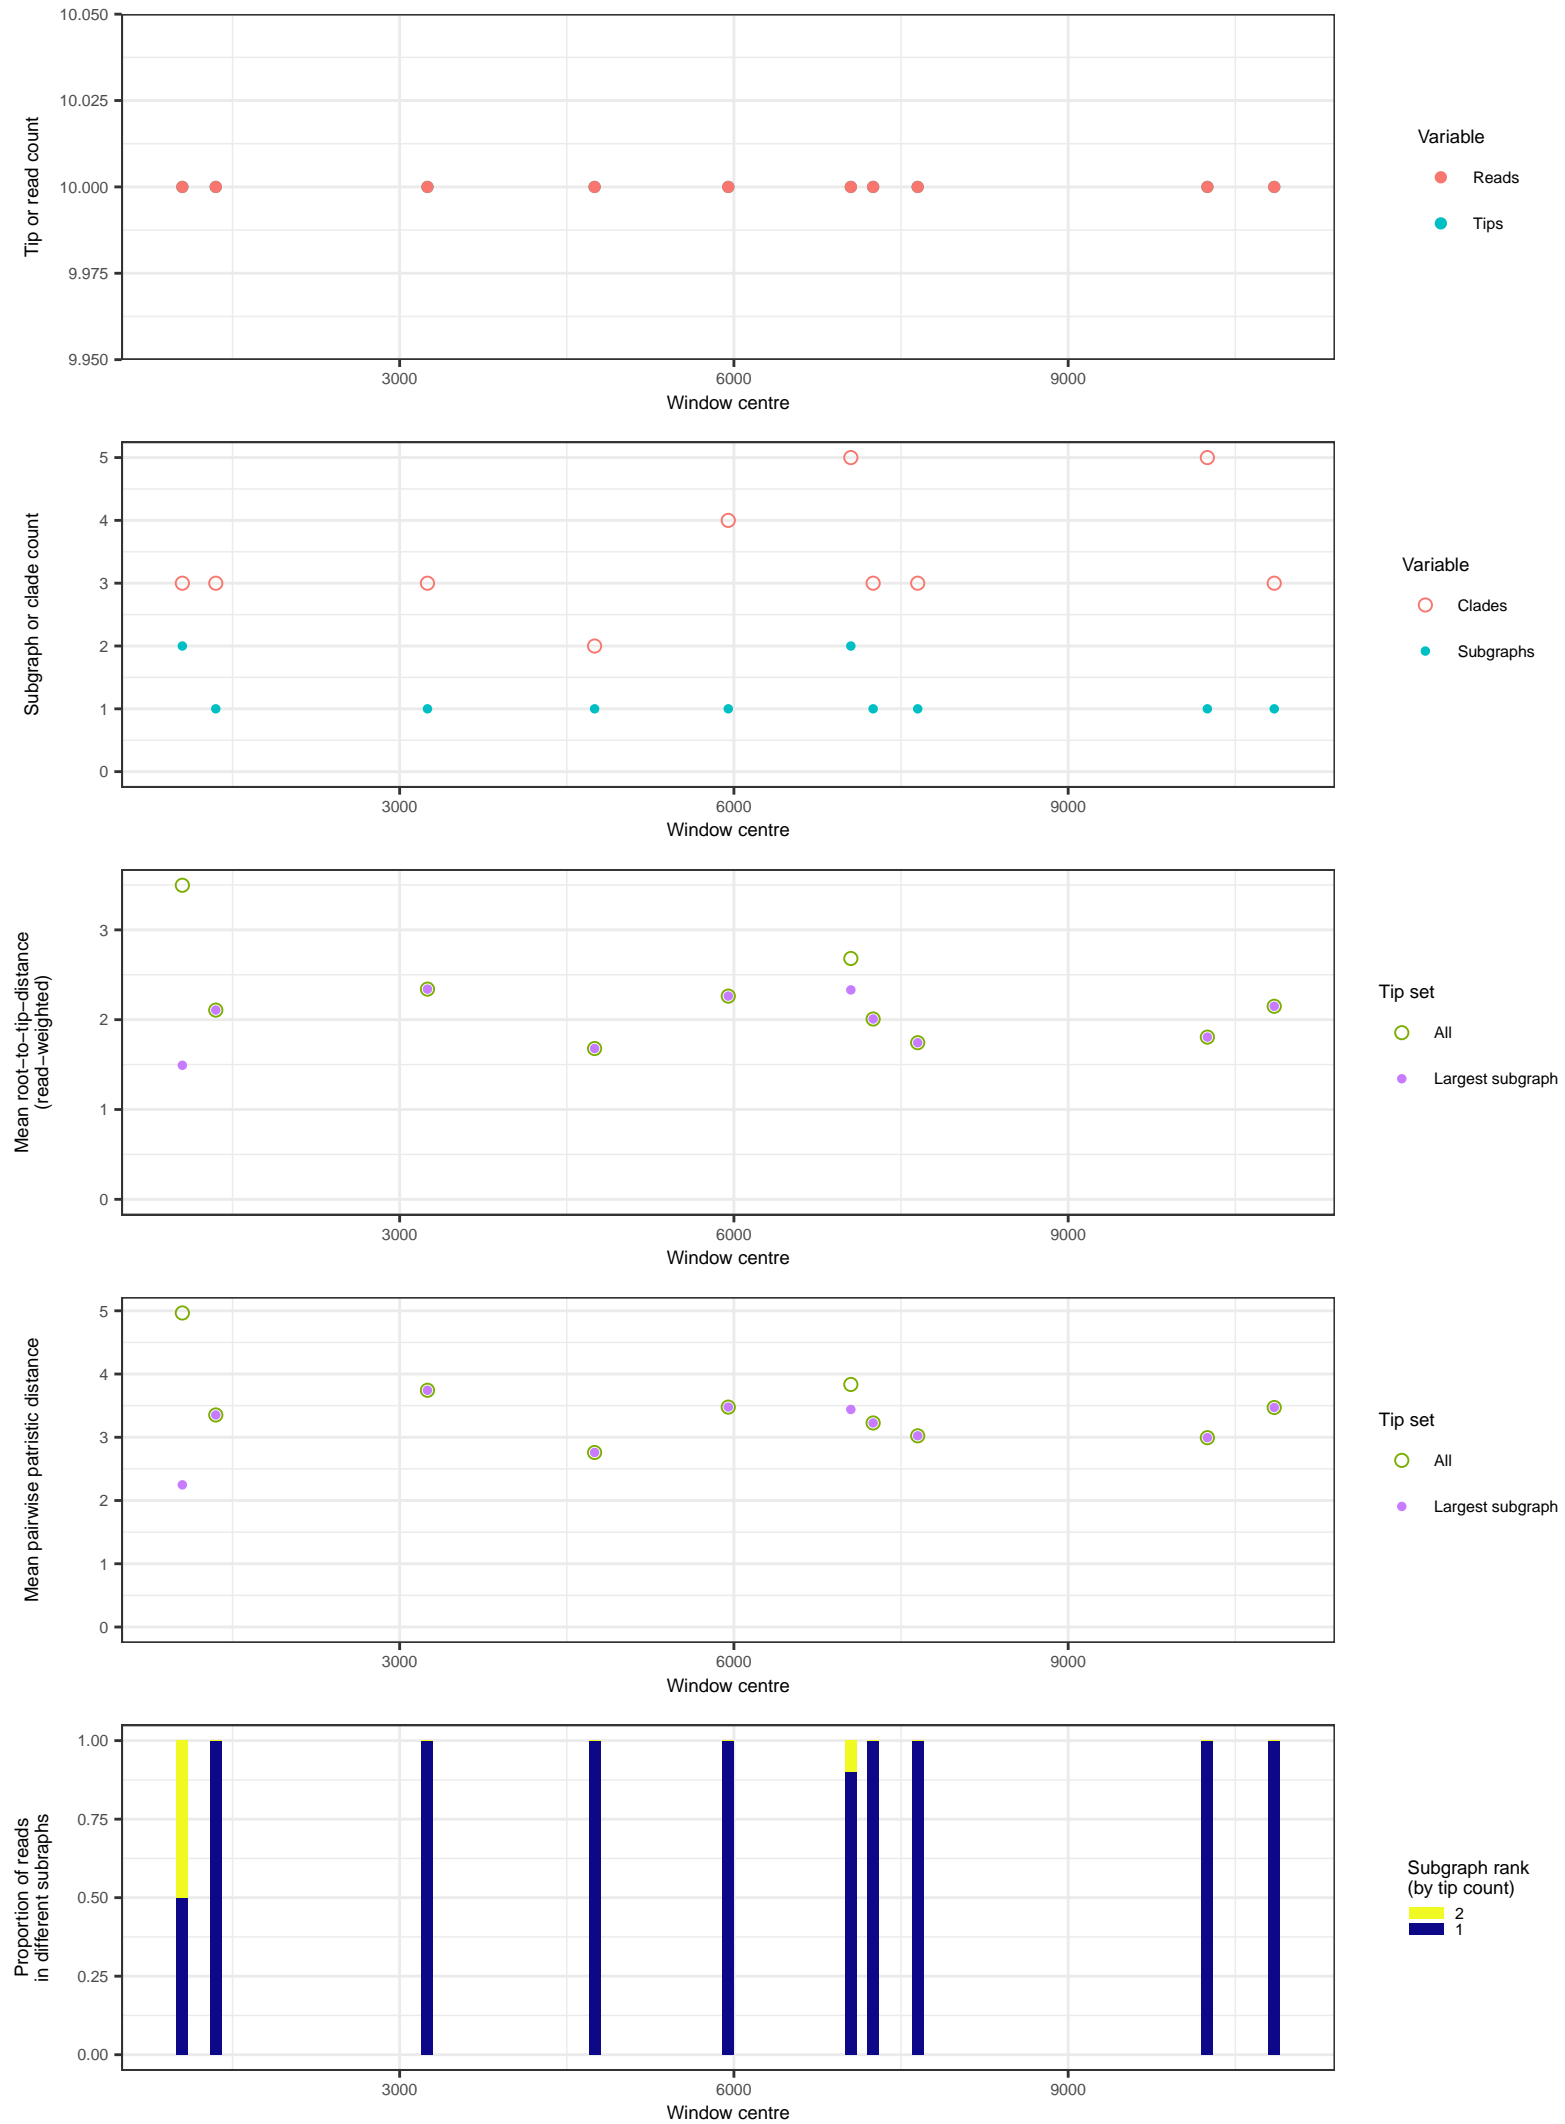 10.050
10.025
10.000
9.975
9.950
Tip or read count
3000 6000 9000
Window centre
Variable
Reads
Tips
5
4
3
2
1
0
Subgraph or clade count
3000 6000 9000
Window centre
Variable
Clades
Subgraphs
3
2
1
0
Mean root−to−tip−distance
(read−weighted)
3000 6000 9000
Window centre
Tip set
All
Largest subgraph
5
4
3
2
1
0
Mean pairwise patristic distance
3000 6000 9000
Window centre
Tip set
All
Largest subgraph
1.00
0.75
0.50
0.25
0.00
Proportion of reads
in different subraphs
3000 6000 9000
Window centre
Subgraph rank
(by tip count)
2
1